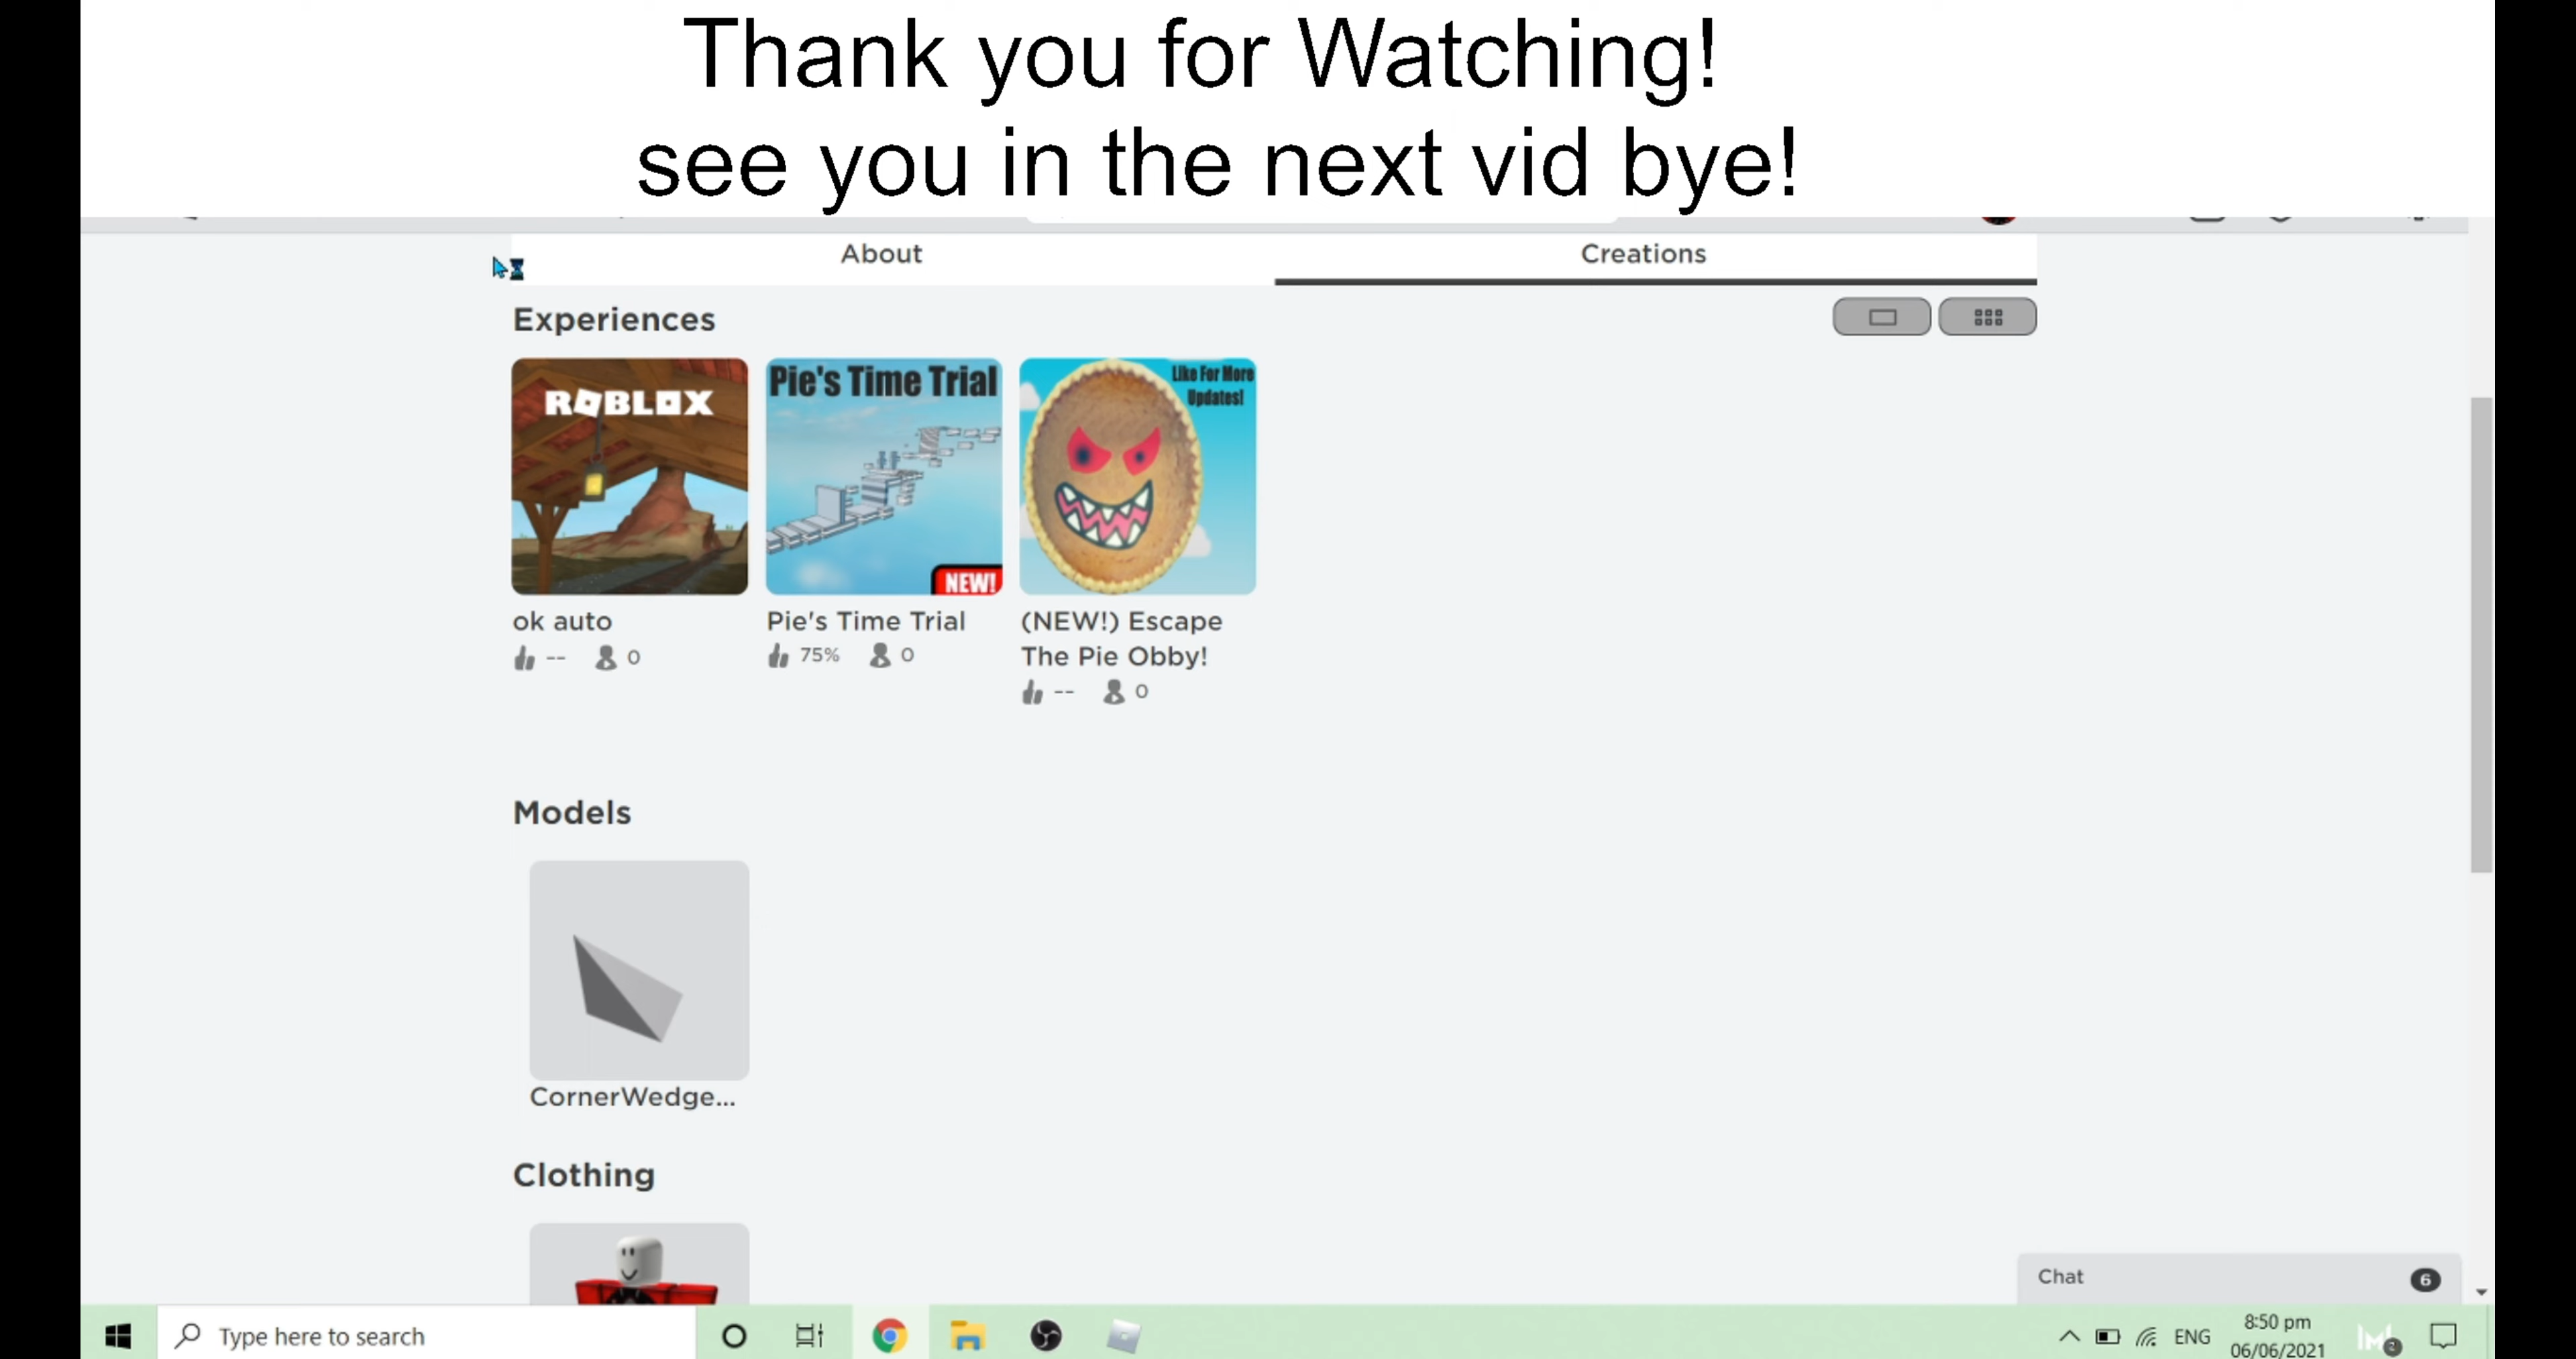 Thank you for Watching!
see you in the next vid bye!
About
Creations
Experiences
ROBLOX
Pie's Time Trial
NEW!
Like For More
Updates!
ok auto
-- 0
Pie's Time Trial
75% 0
(NEW!) Escape
The Pie Obby!
-- 0
Models
CornerWedge...
Clothing
Chat
6
Type here to search
ENG
8:50 pm
06/06/2021